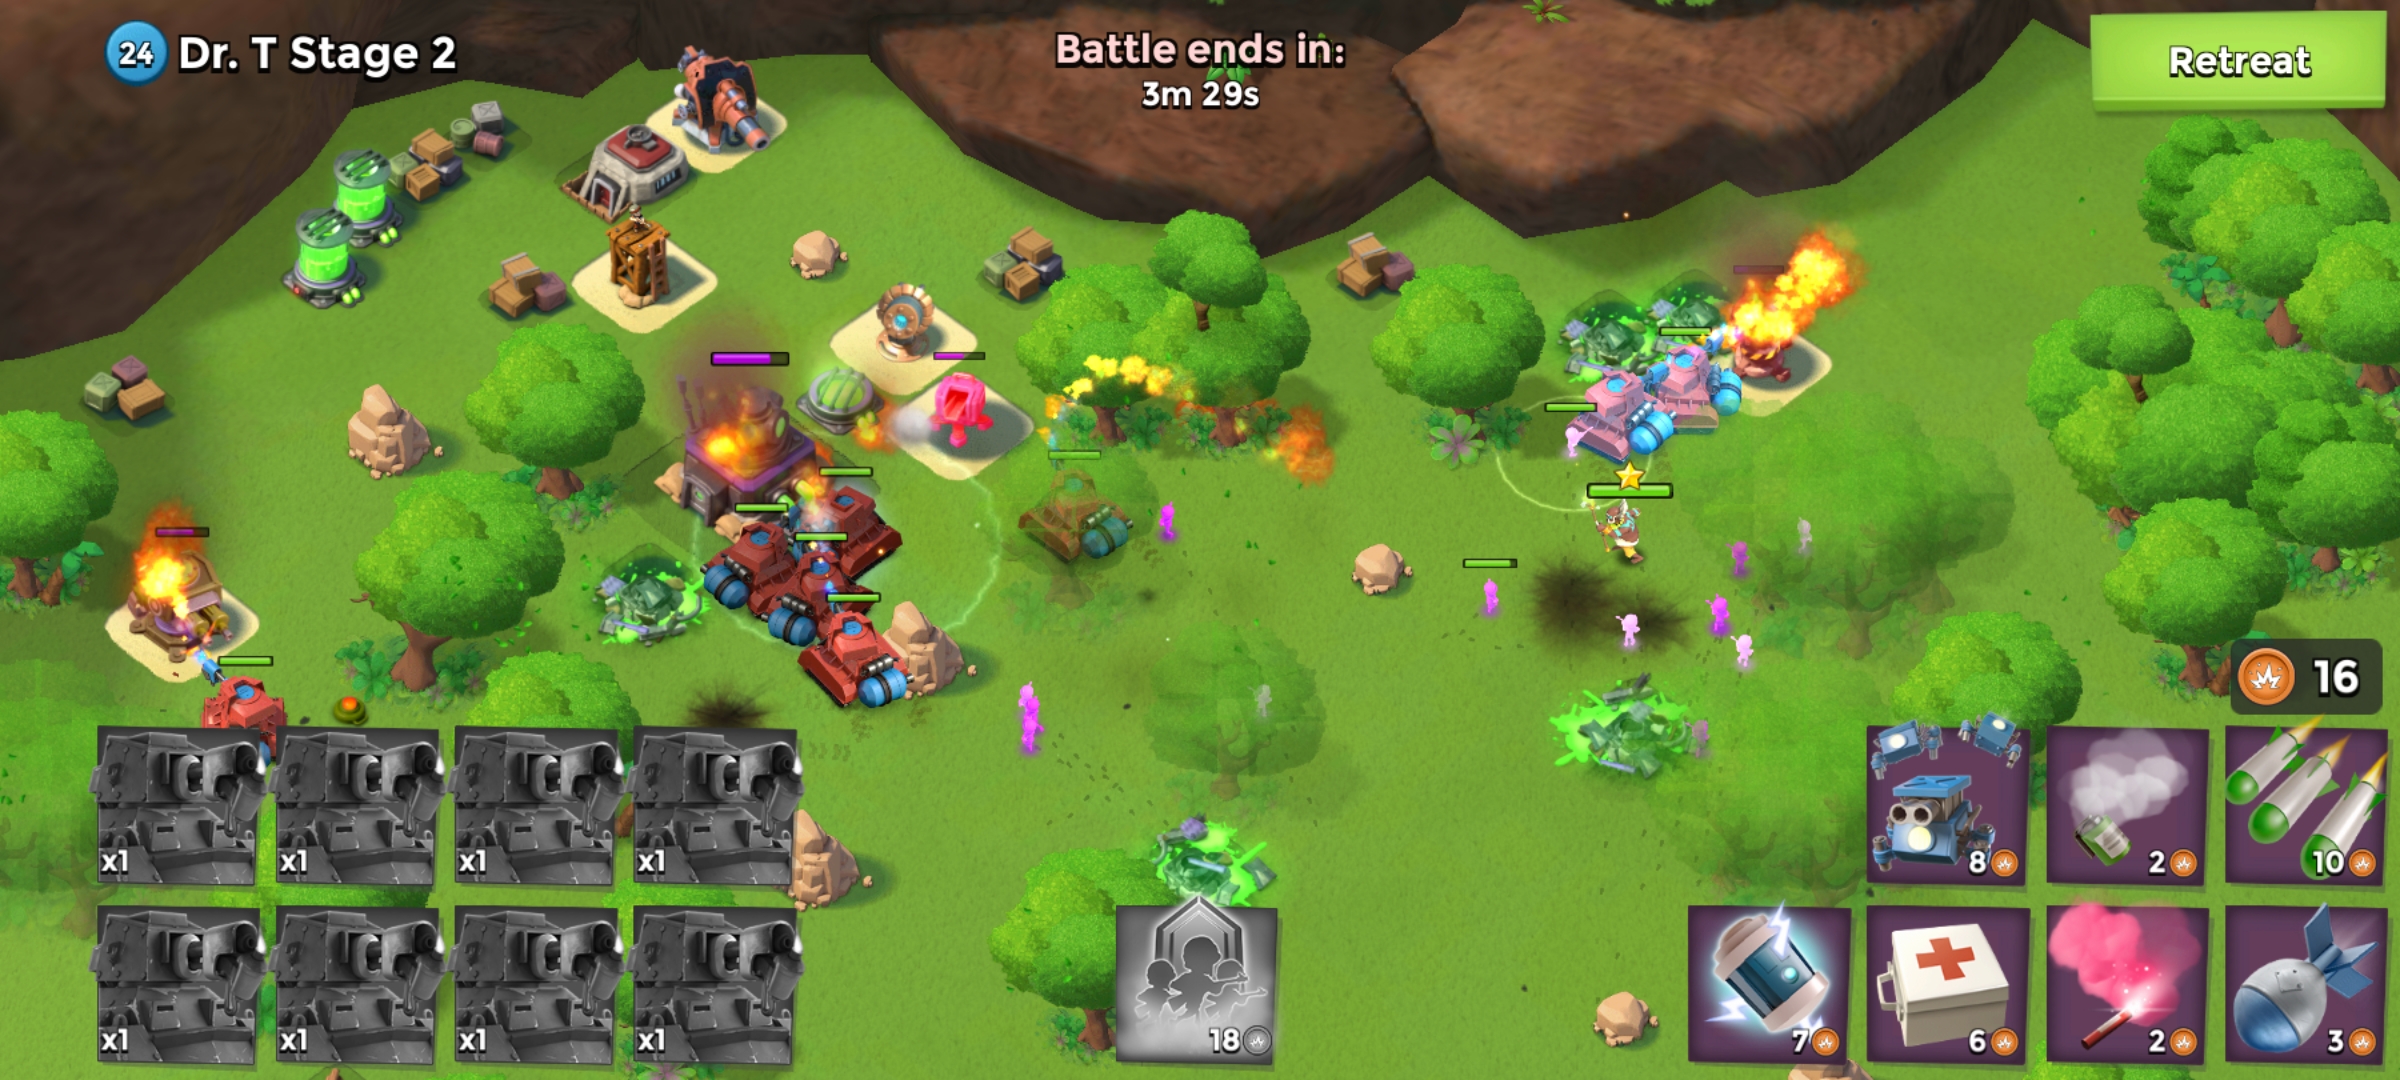 24 Dr. T Stage 2
Battle ends in:
3m 29s
Retreat
16
x1 x1 x1 x1
8 2 10
x1 x1 x1 x1
18
7 6 2 3